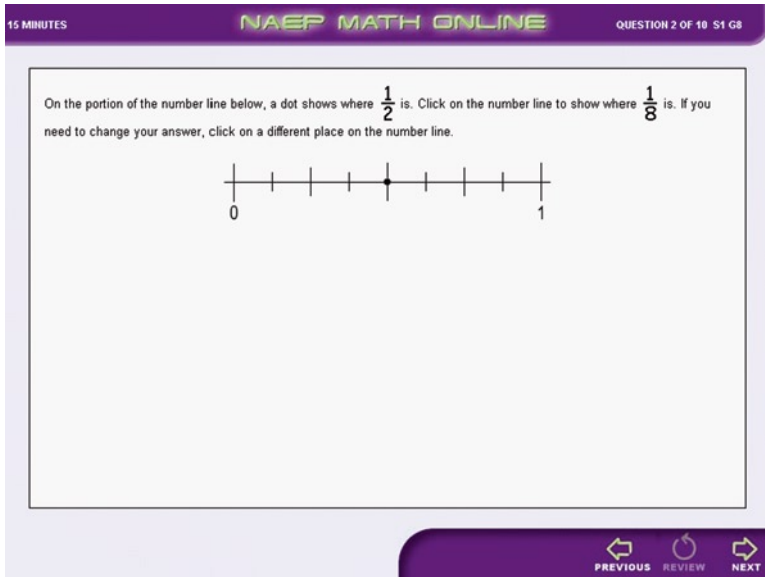 15 MINUTES
NAEP MATH ONLINE
QUESTION 2 OF 10 S1 G8
On the portion of the number line below, a dot shows where 1/2 is. Click on the number line to show where 1/8 is. If you
need to change your answer, click on a different place on the number line.
0 1
PREVIOUS REVIEW NEXT